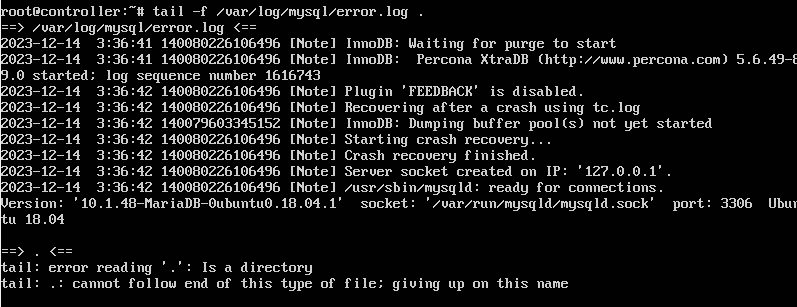 root@controller:~# tail -f /var/log/mysql/error.log .
==> /var/log/mysql/error.log <==
2023-12-14  3:36:41 140080226106496 [Note] InnoDB: Waiting for purge to start
2023-12-14  3:36:41 140080226106496 [Note] InnoDB:  Percona XtraDB (http://www.percona.com) 5.6.49-8
9.0 started; log sequence number 1616743
2023-12-14  3:36:42 140080226106496 [Note] Plugin 'FEEDBACK' is disabled.
2023-12-14  3:36:42 140080226106496 [Note] Recovering after a crash using tc.log
2023-12-14  3:36:42 140079603345152 [Note] InnoDB: Dumping buffer pool(s) not yet started
2023-12-14  3:36:42 140080226106496 [Note] Starting crash recovery...
2023-12-14  3:36:42 140080226106496 [Note] Crash recovery finished.
2023-12-14  3:36:42 140080226106496 [Note] Server socket created on IP: '127.0.0.1'.
2023-12-14  3:36:42 140080226106496 [Note] /usr/sbin/mysqld: ready for connections.
Version: '10.1.48-MariaDB-0ubuntu0.18.04.1'  socket: '/var/run/mysqld/mysqld.sock'  port: 3306  Ubun
tu 18.04
==> . <==
tail: error reading '.': Is a directory
tail: .: cannot follow end of this type of file; giving up on this name